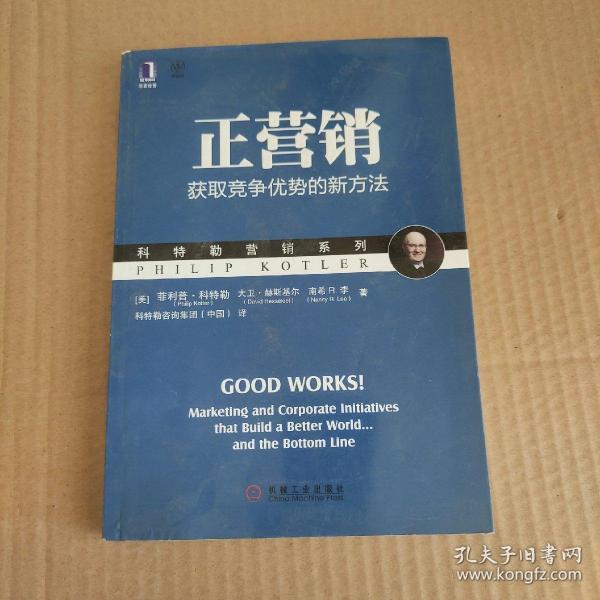 正营销
获取竞争优势的新方法
科特勒营销系列
PHILIP KOTLER
[美] 菲利普·科特勒 大卫·赫斯基尔 南希 R. 李 著
(Philip Kotler) (David Hessekiel) (Nancy R. Lee)
科特勒咨询集团(中国) 译
GOOD WORKS!
Marketing and Corporate Initiatives
that Build a Better World...
and the Bottom Line
机械工业出版社
China Machine Press
孔夫子旧书网
www.kongfz.com